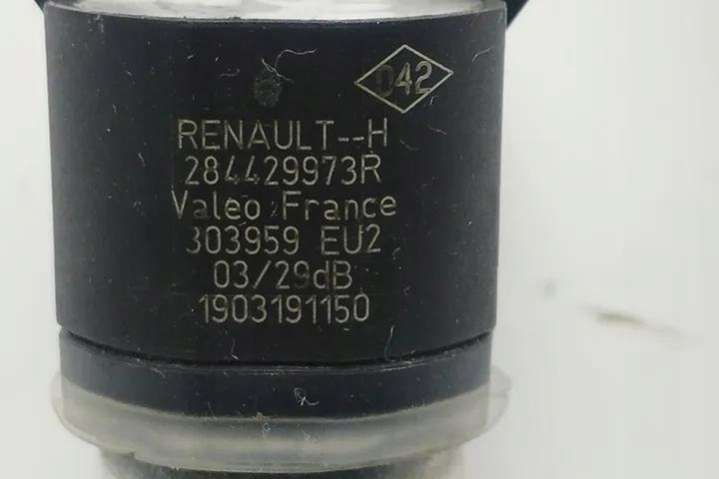 042
RENAULT--H
284429973R
Valeo France
303959 EU2
03/29dB
1903191150